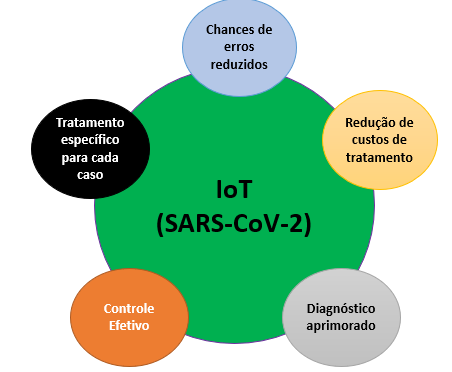 Chances de
erros
reduzidos
Tratamento
específico
para cada
caso
Redução de
custos de
tratamento
IoT
(SARS-CoV-2)
Controle
Efetivo
Diagnóstico
aprimorado